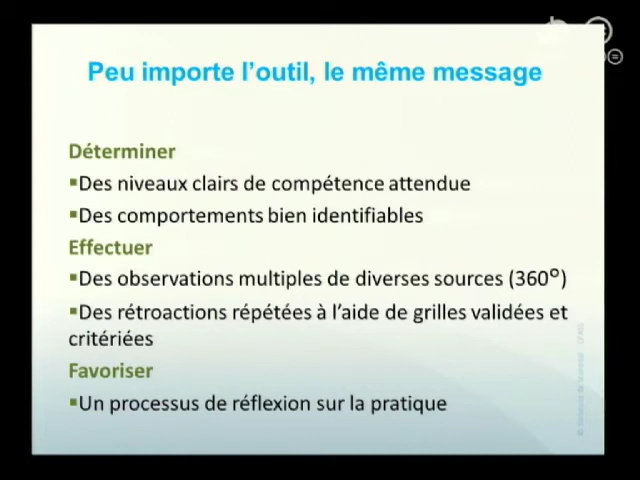 Peu importe l'outil, le même message
Déterminer
▪Des niveaux clairs de compétence attendue
▪Des comportements bien identifiables
Effectuer
▪Des observations multiples de diverses sources (360°)
▪Des rétroactions répétées à l'aide de grilles validées et
critériées
Favoriser
▪Un processus de réflexion sur la pratique